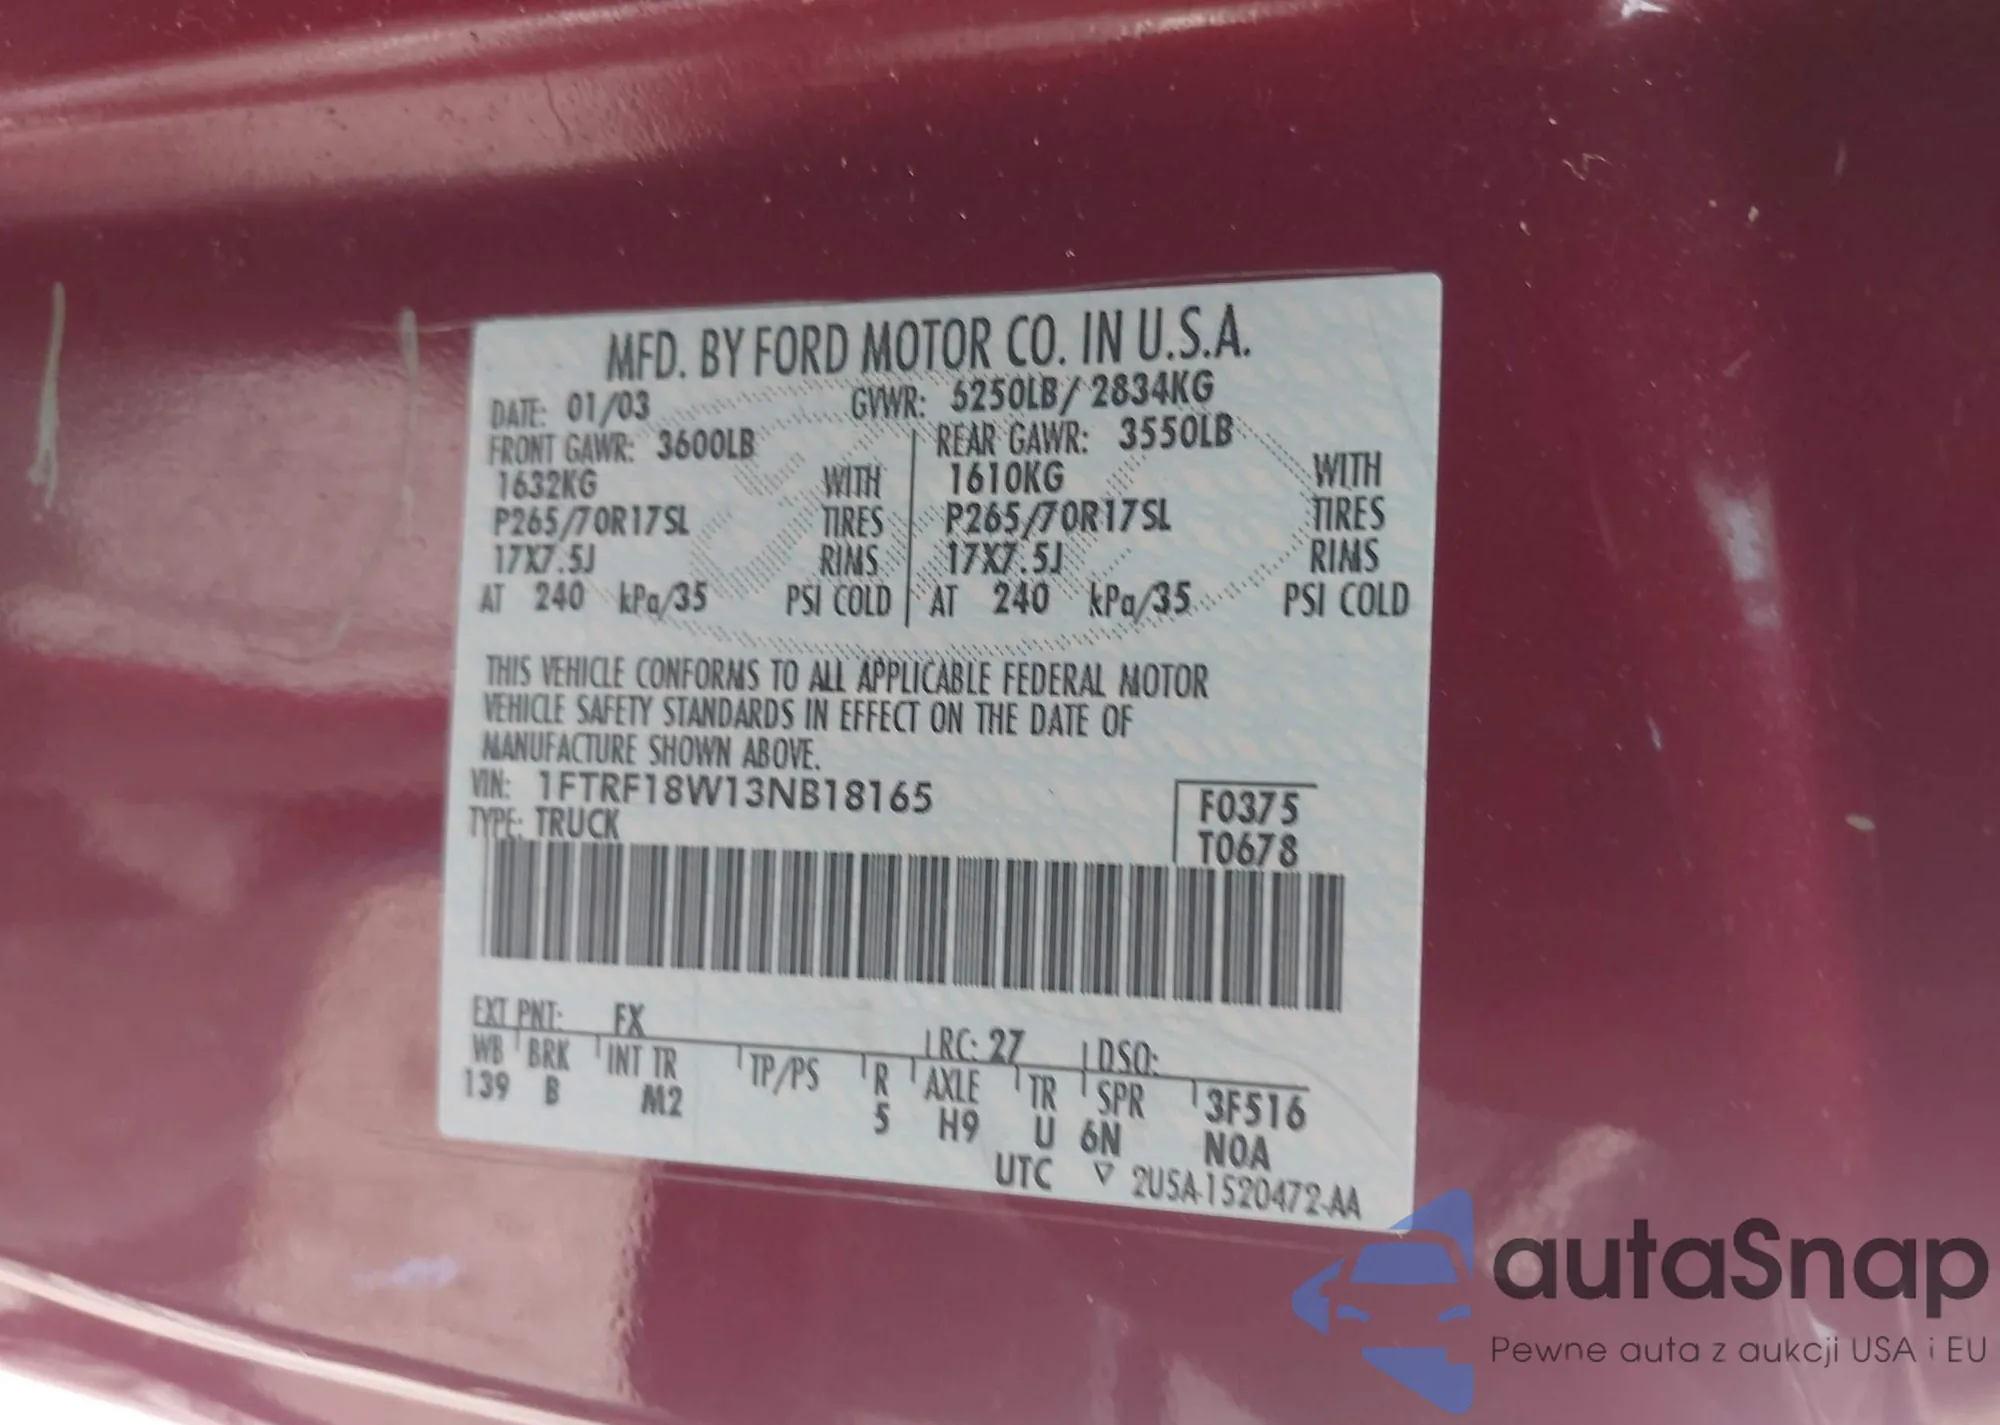 MFD. BY FORD MOTOR CO. IN U.S.A.
DATE: 01/03 GVWR: 6250LB/ 2834KG
FRONT GAWR: 3600LB REAR GAWR: 3550LB
1632KG WITH 1610KG WITH
P265/70R17SL TIRES P265/70R17SL TIRES
17X7.5J RIMS 17X7.5J RIMS
AT 240 kPa/35 PSI COLD AT 240 kPa/35 PSI COLD
THIS VEHICLE CONFORMS TO ALL APPLICABLE FEDERAL MOTOR
VEHICLE SAFETY STANDARDS IN EFFECT ON THE DATE OF
MANUFACTURE SHOWN ABOVE.
VIN: 1FTRF18W13NB18165 F0375
TYPE: TRUCK T0678
EXT PNT: FX RC: 27 DSO:
WB BRK INT TR TP/PS R AXLE TR SPR 3F516
139 B M2 5 H9 U 6N NOA
UTC ▽ 2U5A-1520472-AA
autaSnap
Pewne auta z aukcji USA i EU